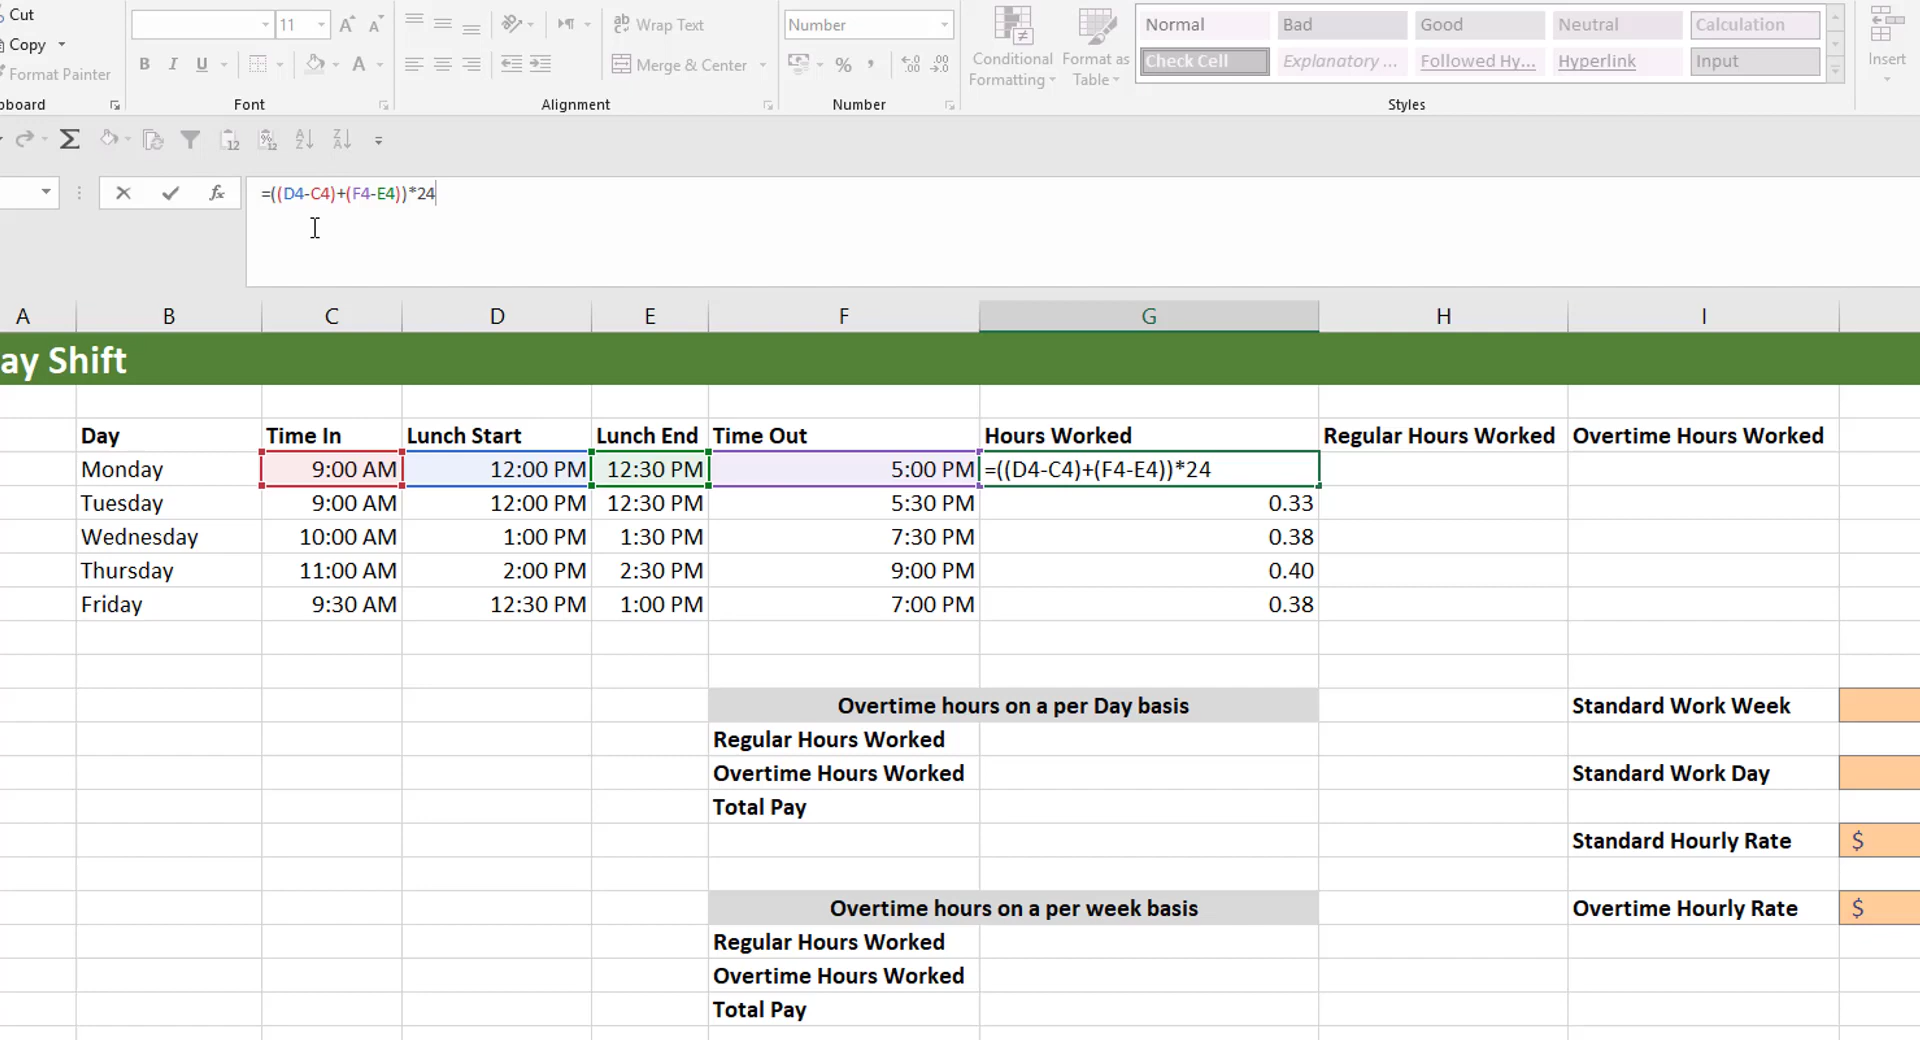 Cut
Copy
Format Painter
pboard
11
A A
B I U A
Font
ab Wrap Text
Merge & Center
Alignment
Number
% ,
Number
Conditional Formatting
Format as Table
Normal Bad Good Neutral Calculation
Check Cell Explanatory ... Followed Hy... Hyperlink Input
Styles
Insert
fx =((D4-C4)+(F4-E4))*24
A B C D E F G H I
ay Shift
Day Time In Lunch Start Lunch End Time Out Hours Worked Regular Hours Worked Overtime Hours Worked
Monday 9:00 AM 12:00 PM 12:30 PM 5:00 PM =((D4-C4)+(F4-E4))*24
Tuesday 9:00 AM 12:00 PM 12:30 PM 5:30 PM 0.33
Wednesday 10:00 AM 1:00 PM 1:30 PM 7:30 PM 0.38
Thursday 11:00 AM 2:00 PM 2:30 PM 9:00 PM 0.40
Friday 9:30 AM 12:30 PM 1:00 PM 7:00 PM 0.38
Overtime hours on a per Day basis Standard Work Week
Regular Hours Worked
Overtime Hours Worked Standard Work Day
Total Pay
Standard Hourly Rate $
Overtime hours on a per week basis Overtime Hourly Rate $
Regular Hours Worked
Overtime Hours Worked
Total Pay